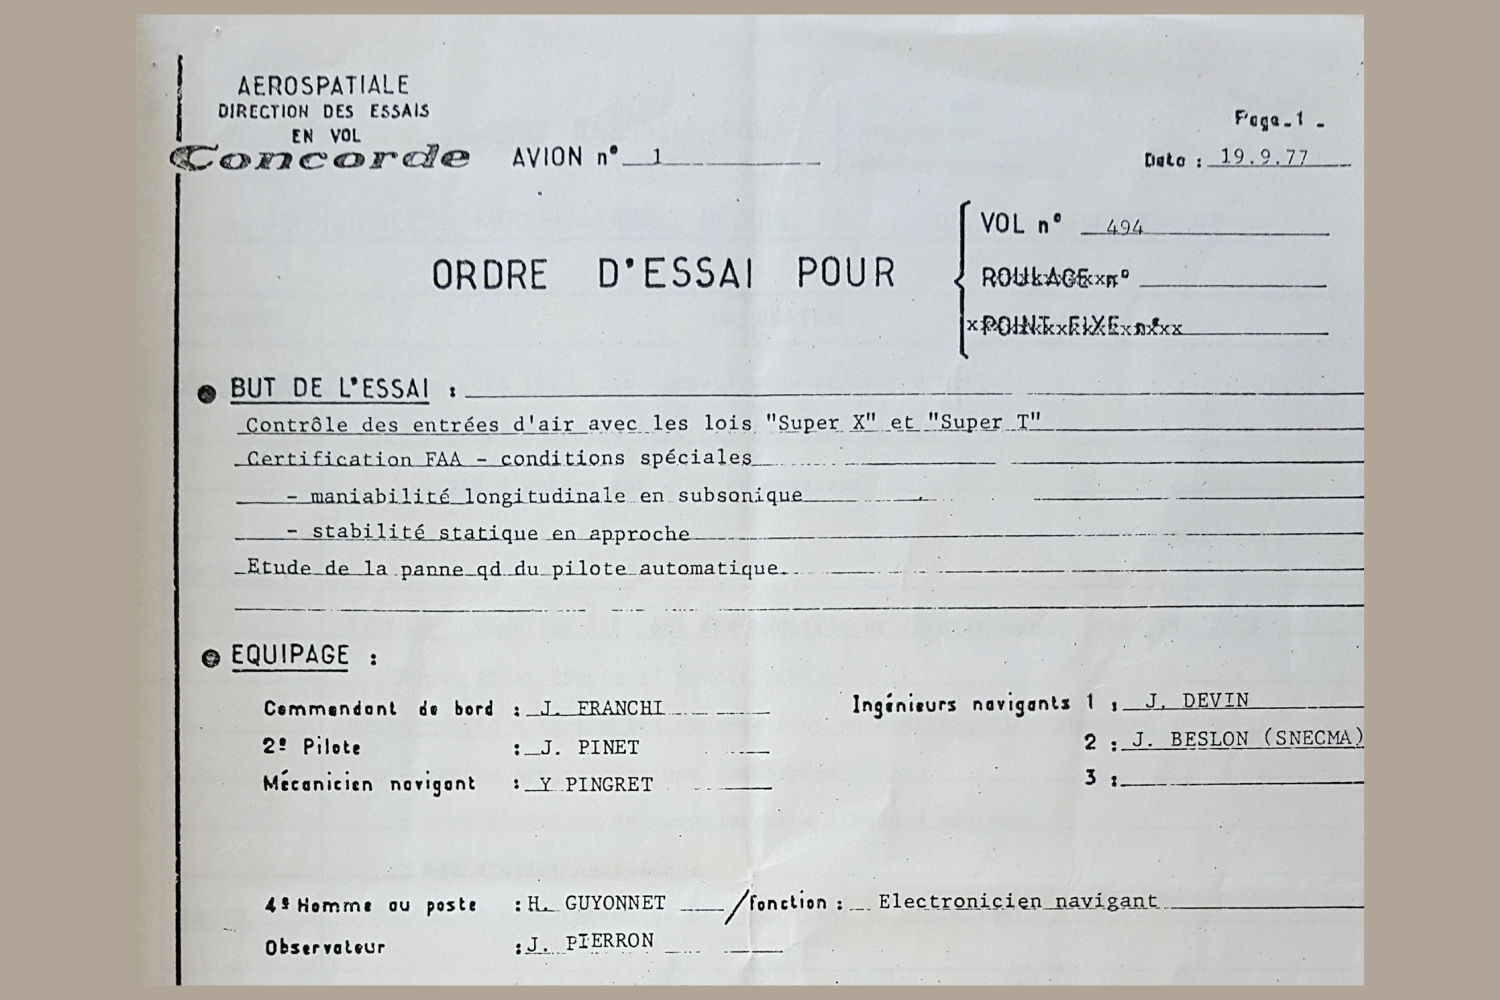 AEROSPATIALE
DIRECTION DES ESSAIS
EN VOL
Concorde AVION n° 1
Page - 1 -
Date : 19.9.77
ORDRE D'ESSAI POUR
VOL n° 494
ROULAGE n°
POINT FIXE n°
BUT DE L'ESSAI :
Contrôle des entrées d'air avec les lois "Super X" et "Super T"
Certification FAA - conditions spéciales
- maniabilité longitudinale en subsonique
- stabilité statique en approche
Etude de la panne qd du pilote automatique.
EQUIPAGE :
Commandant de bord : J. FRANCHI Ingénieurs navigants 1 : J. DEVIN
2e Pilote : J. PINET 2 : J. BESLON (SNECMA)
Mécanicien navigant : Y PINGRET 3 :
4e Homme au poste : H. GUYONNET / fonction : Electronicien navigant
Observateur : J. PIERRON